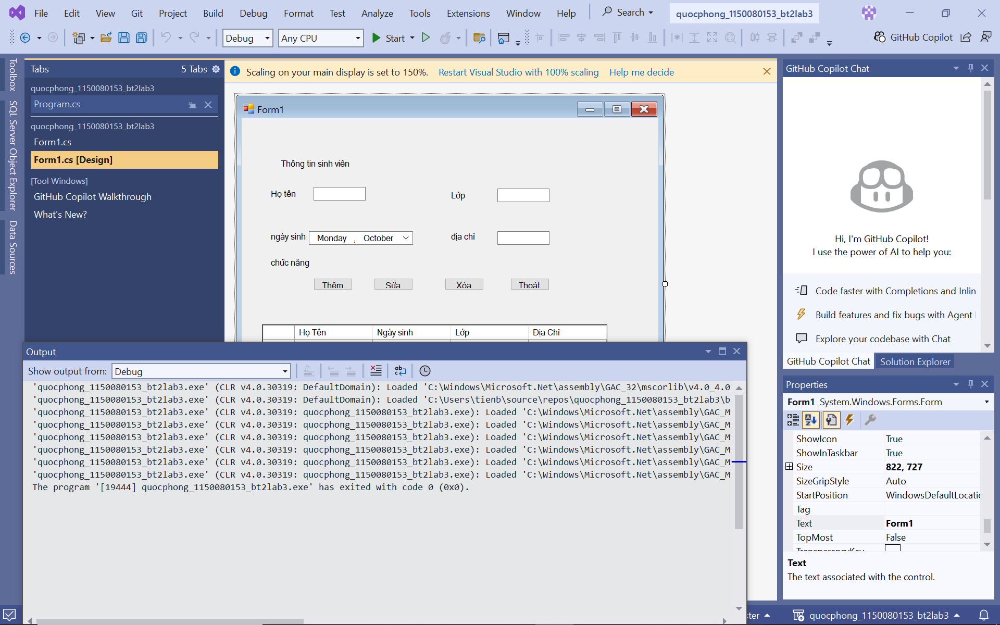 File Edit View Git Project Build Debug Format Test Analyze Tools Extensions Window Help Search quocphong_1150080153_bt2lab3
Debug Any CPU Start GitHub Copilot
Toolbox
SQL Server Object Explorer
Data Sources
Tabs 5 Tabs
quocphong_1150080153_bt2lab3
Program.cs
quocphong_1150080153_bt2lab3
Form1.cs
Form1.cs [Design]
[Tool Windows]
GitHub Copilot Walkthrough
What's New?
Scaling on your main display is set to 150%. Restart Visual Studio with 100% scaling Help me decide
Form1
Thông tin sinh viên
Họ tên Lớp
ngày sinh Monday , October địa chỉ
chức năng
Thêm Sửa Xóa Thoát
Họ Tên Ngày sinh Lớp Địa Chỉ
Output
Show output from: Debug
'quocphong_1150080153_bt2lab3.exe' (CLR v4.0.30319: DefaultDomain): Loaded 'C:\Windows\Microsoft.Net\assembly\GAC_32\mscorlib\v4.0_4.0
'quocphong_1150080153_bt2lab3.exe' (CLR v4.0.30319: DefaultDomain): Loaded 'C:\Users\tienb\source\repos\quocphong_1150080153_bt2lab3\b
'quocphong_1150080153_bt2lab3.exe' (CLR v4.0.30319: quocphong_1150080153_bt2lab3.exe): Loaded 'C:\Windows\Microsoft.Net\assembly\GAC_MS
'quocphong_1150080153_bt2lab3.exe' (CLR v4.0.30319: quocphong_1150080153_bt2lab3.exe): Loaded 'C:\Windows\Microsoft.Net\assembly\GAC_MS
'quocphong_1150080153_bt2lab3.exe' (CLR v4.0.30319: quocphong_1150080153_bt2lab3.exe): Loaded 'C:\Windows\Microsoft.Net\assembly\GAC_MS
'quocphong_1150080153_bt2lab3.exe' (CLR v4.0.30319: quocphong_1150080153_bt2lab3.exe): Loaded 'C:\Windows\Microsoft.Net\assembly\GAC_MS
'quocphong_1150080153_bt2lab3.exe' (CLR v4.0.30319: quocphong_1150080153_bt2lab3.exe): Loaded 'C:\Windows\Microsoft.Net\assembly\GAC_MS
'quocphong_1150080153_bt2lab3.exe' (CLR v4.0.30319: quocphong_1150080153_bt2lab3.exe): Loaded 'C:\Windows\Microsoft.Net\assembly\GAC_MS
The program '[19444] quocphong_1150080153_bt2lab3.exe' has exited with code 0 (0x0).
GitHub Copilot Chat
Hi, I'm GitHub Copilot!
I use the power of AI to help you:
Code faster with Completions and Inlin
Build features and fix bugs with Agent
Explore your codebase with Chat
GitHub Copilot Chat Solution Explorer
Properties
Form1 System.Windows.Forms.Form
ShowIcon True
ShowInTaskbar True
Size 822, 727
SizeGripStyle Auto
StartPosition WindowsDefaultLocatio
Tag
Text Form1
TopMost False
TransparencyKey
Text
The text associated with the control.
ter quocphong_1150080153_bt2lab3